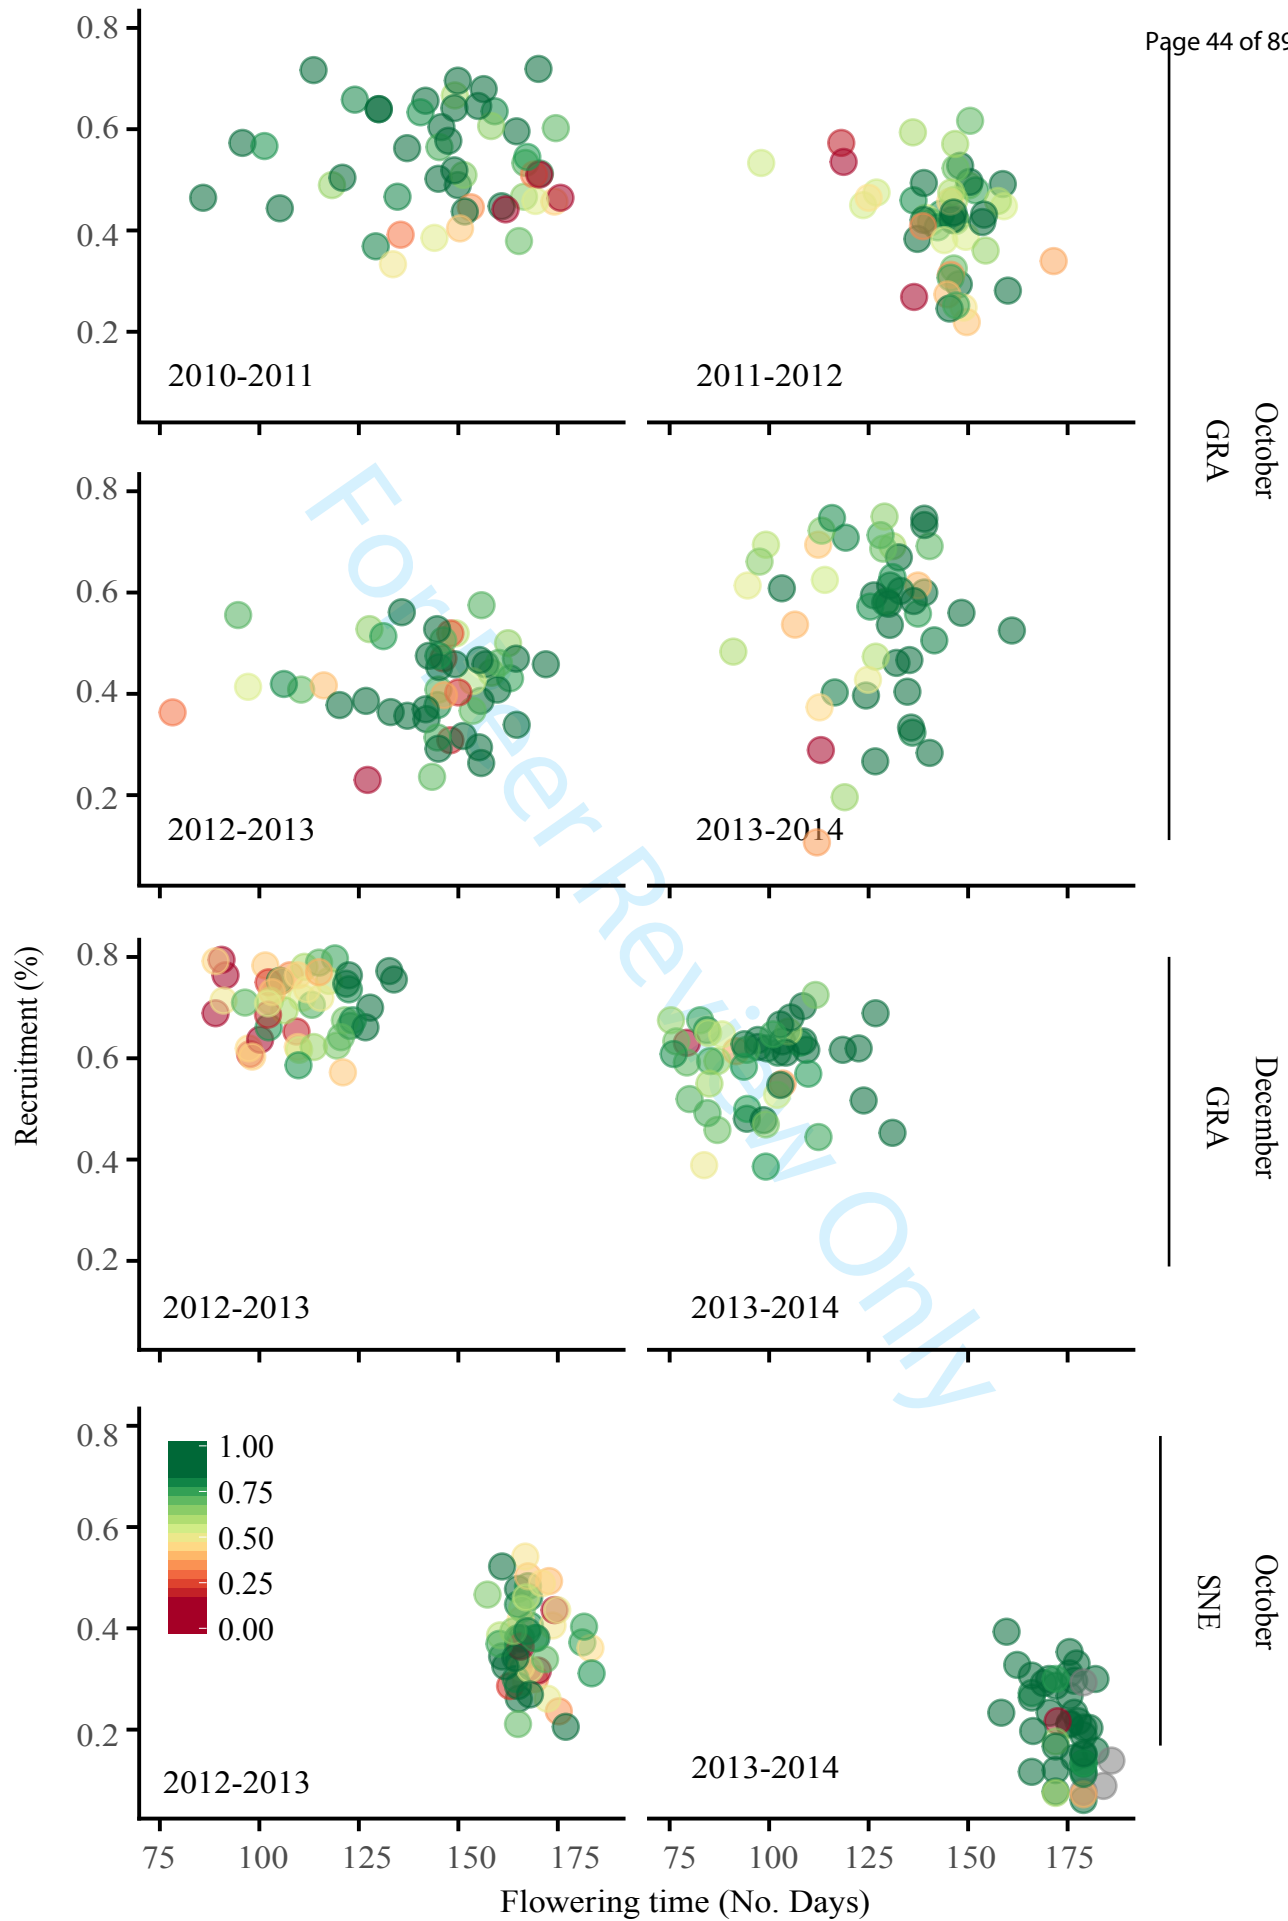 Page 44 of 89
0.8
0.6
0.4
0.2
2010-2011
2011-2012
October
GRA
0.8
0.6
0.4
0.2
2012-2013
2013-2014
For Peer Review Only
Recruitment (%)
0.8
0.6
0.4
0.2
2012-2013
2013-2014
December
GRA
0.8
0.6
0.4
0.2
1.00
0.75
0.50
0.25
0.00
2012-2013
2013-2014
October
SNE
75 100 125 150 175 75 100 125 150 175
Flowering time (No. Days)